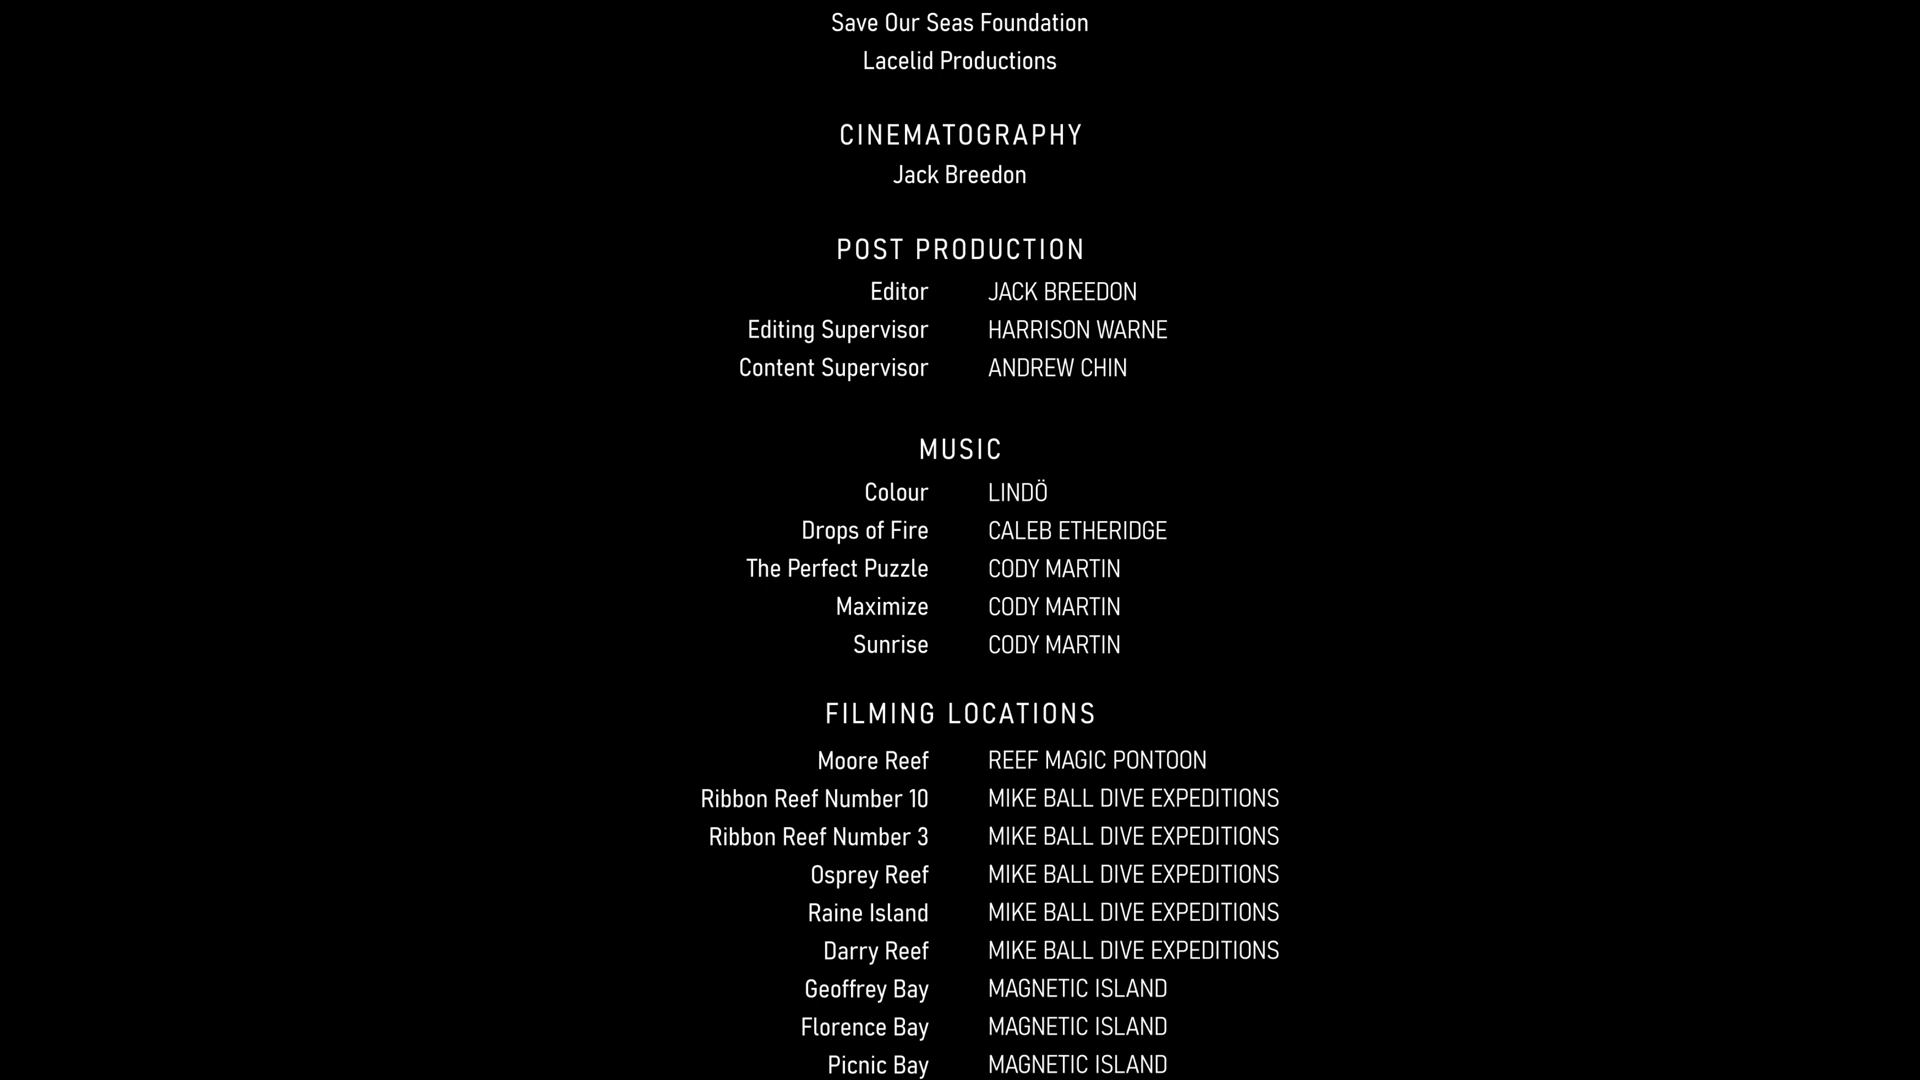 Save Our Seas Foundation
Lacelid Productions
CINEMATOGRAPHY
Jack Breedon
POST PRODUCTION
Editor JACK BREEDON
Editing Supervisor HARRISON WARNE
Content Supervisor ANDREW CHIN
MUSIC
Colour LINDÖ
Drops of Fire CALEB ETHERIDGE
The Perfect Puzzle CODY MARTIN
Maximize CODY MARTIN
Sunrise CODY MARTIN
FILMING LOCATIONS
Moore Reef REEF MAGIC PONTOON
Ribbon Reef Number 10 MIKE BALL DIVE EXPEDITIONS
Ribbon Reef Number 3 MIKE BALL DIVE EXPEDITIONS
Osprey Reef MIKE BALL DIVE EXPEDITIONS
Raine Island MIKE BALL DIVE EXPEDITIONS
Darry Reef MIKE BALL DIVE EXPEDITIONS
Geoffrey Bay MAGNETIC ISLAND
Florence Bay MAGNETIC ISLAND
Picnic Bay MAGNETIC ISLAND